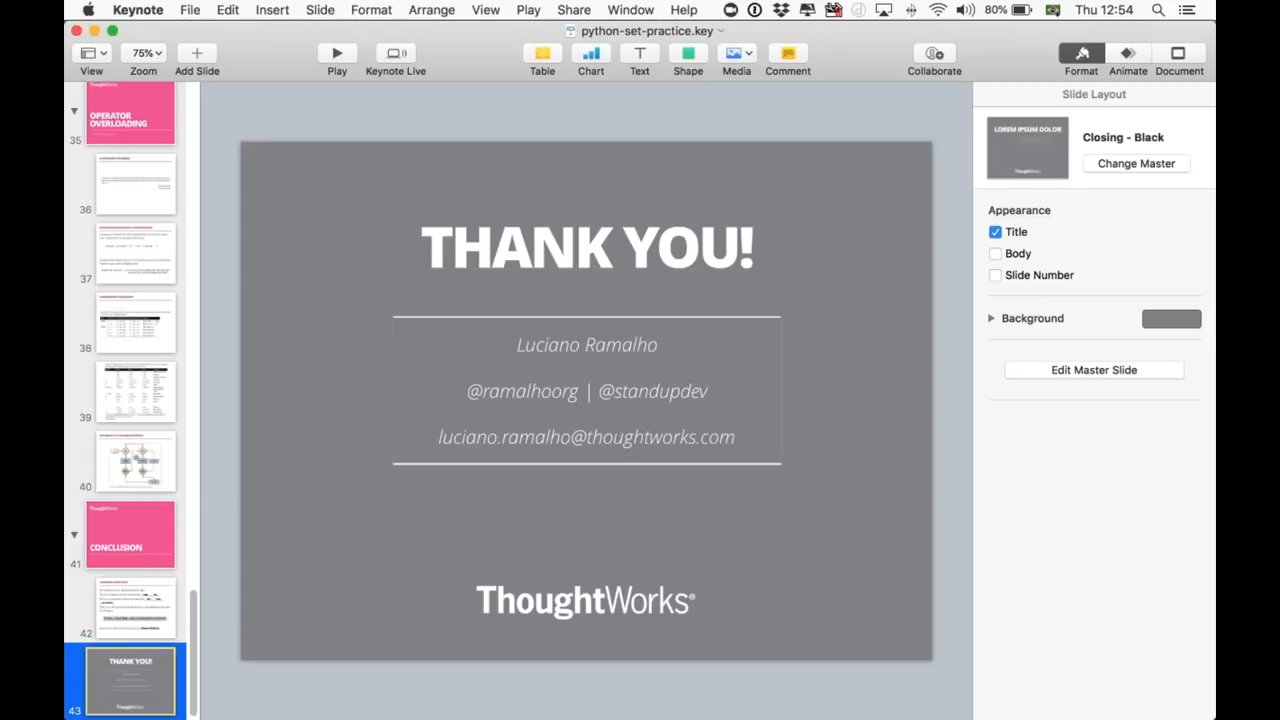 Keynote File Edit Insert Slide Format Arrange View Play Share Window Help 80% Thu 12:54
python-set-practice.key
75%
View Zoom Add Slide Play Keynote Live Table Chart Text Shape Media Comment Collaborate Format Animate Document
ThoughtWorks
OPERATOR
OVERLOADING
35
36
37
38
39
40
ThoughtWorks
CONCLUSION
41
42
THANK YOU!
ThoughtWorks
43
THANK YOU!
Luciano Ramalho
@ramalhoorg | @standupdev
luciano.ramalho@thoughtworks.com
ThoughtWorks®
Slide Layout
LOREM IPSUM DOLOR
ThoughtWorks
Closing - Black
Change Master
Appearance
Title
Body
Slide Number
Background
Edit Master Slide